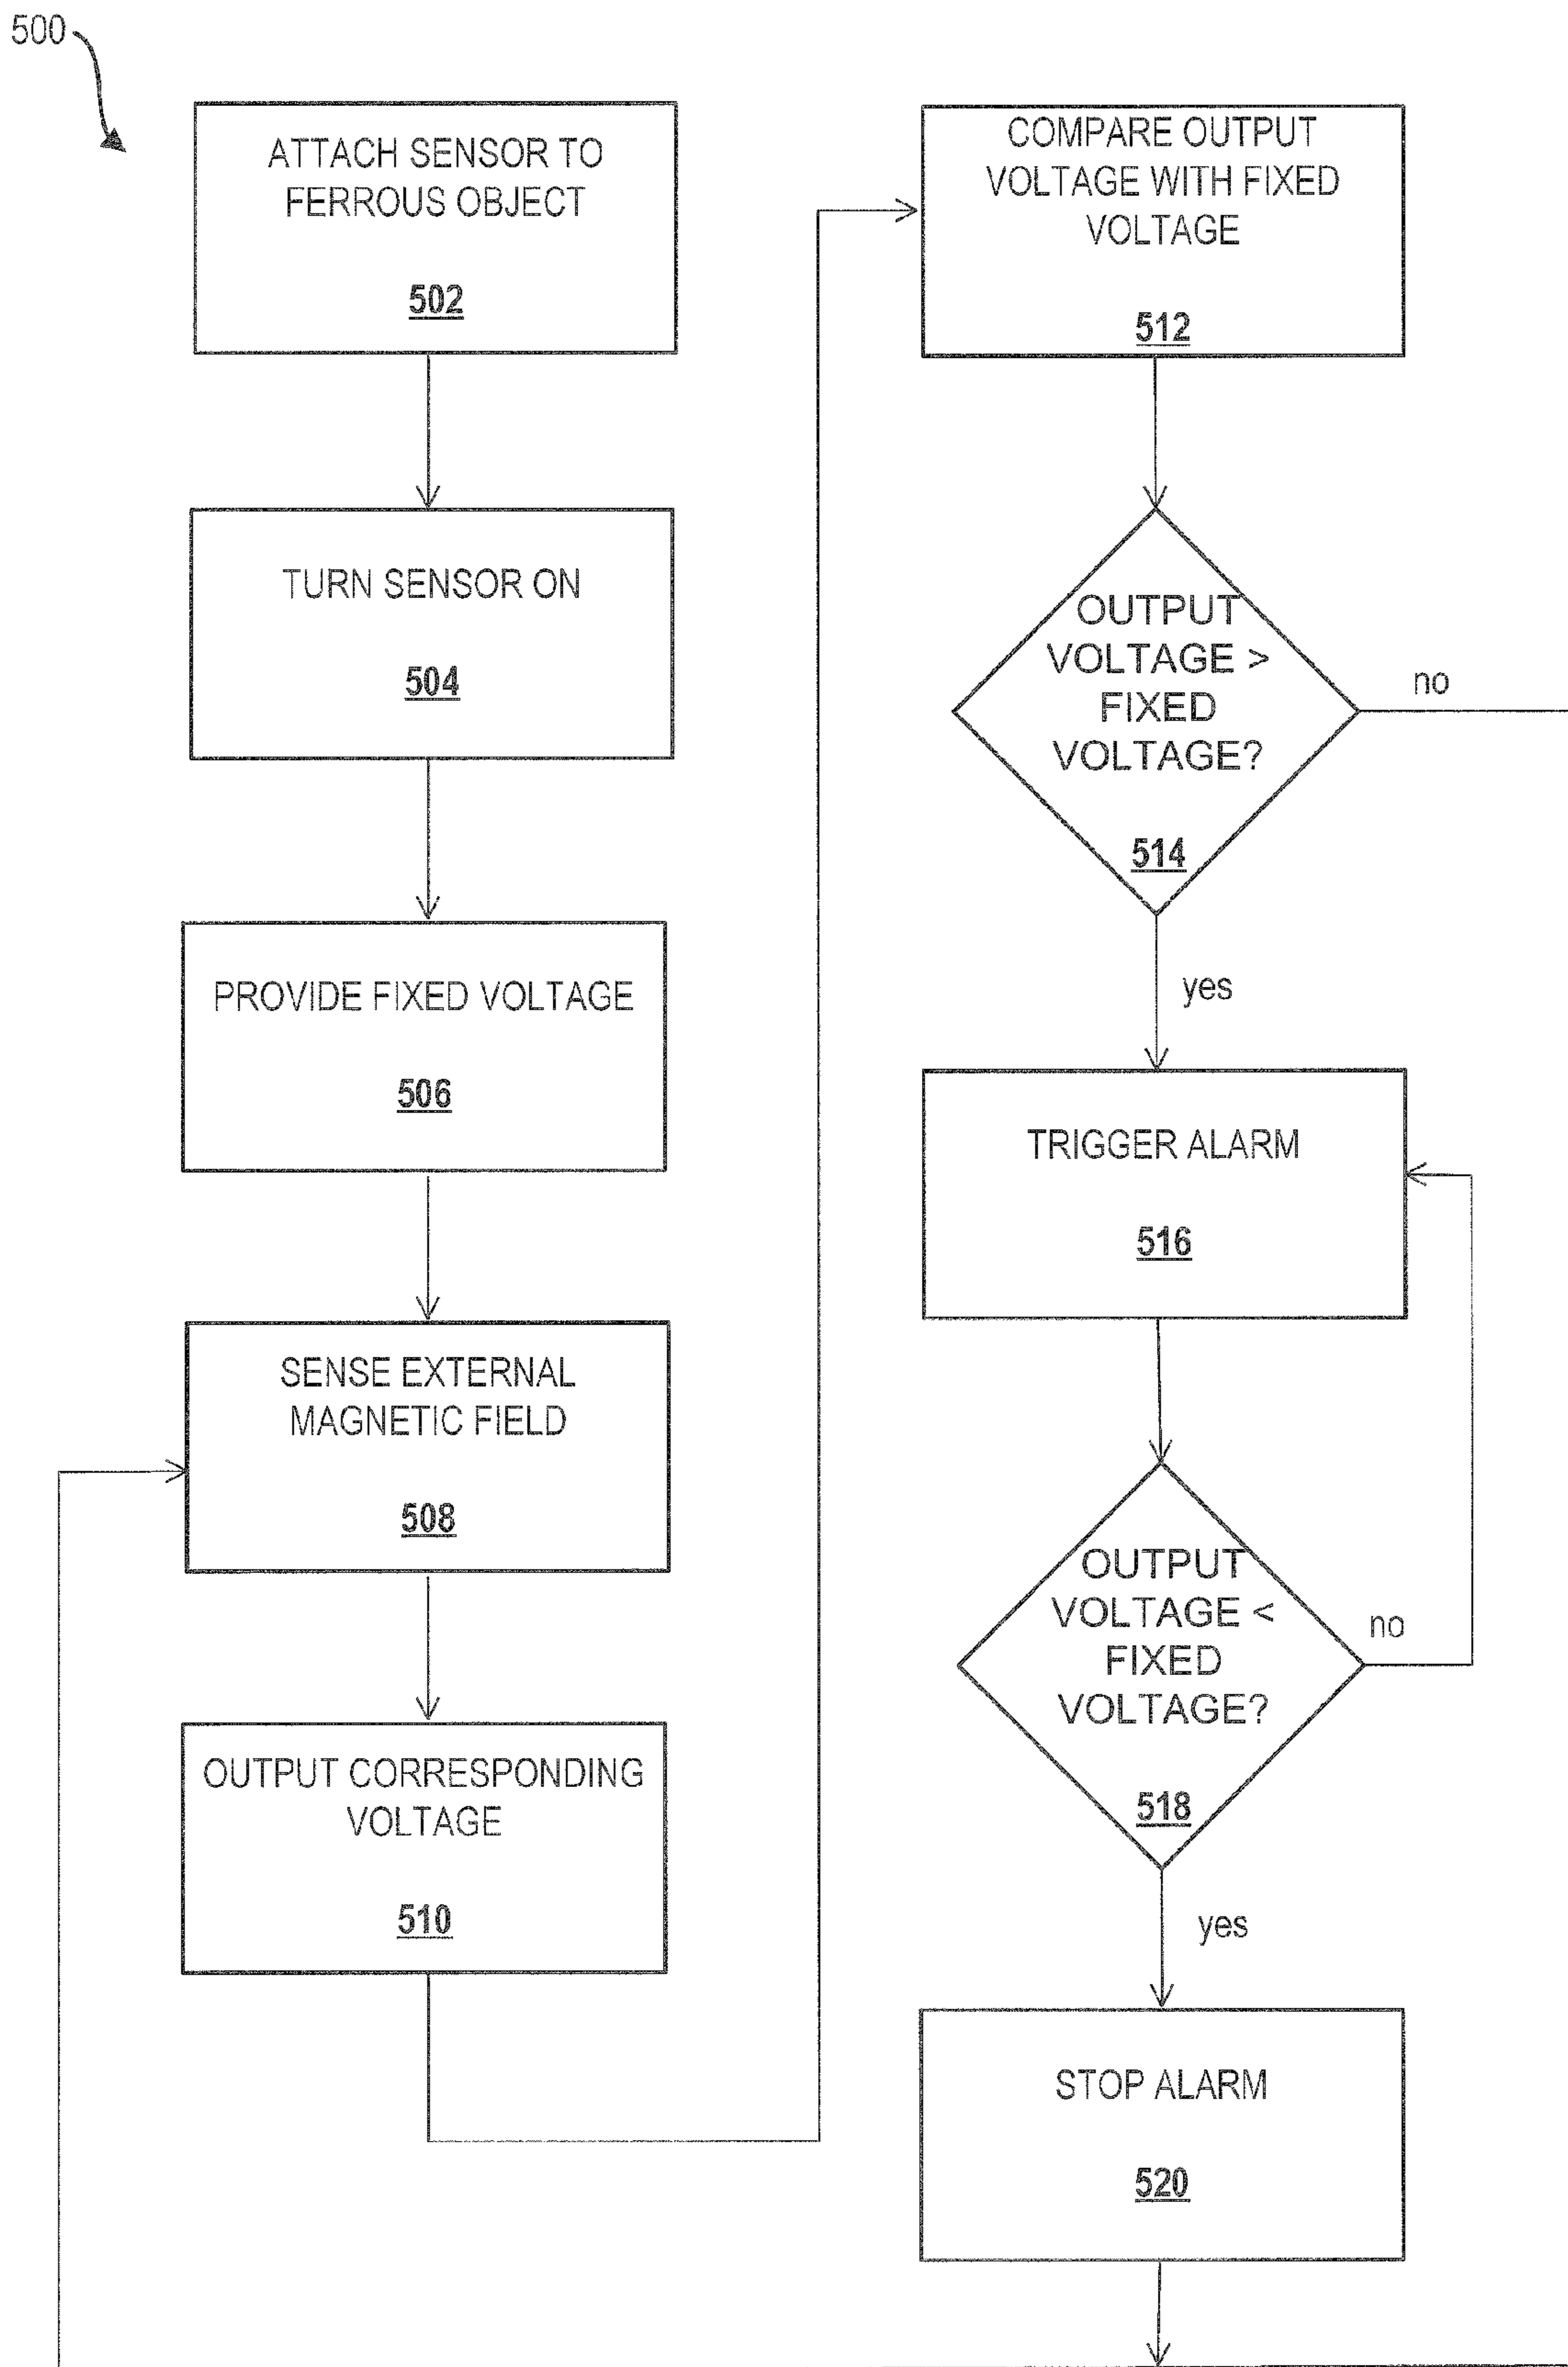 500
ATTACH SENSOR TO
FERROUS OBJECT
502
TURN SENSOR ON
504
PROVIDE FIXED VOLTAGE
506
SENSE EXTERNAL
MAGNETIC FIELD
508
OUTPUT CORRESPONDING
VOLTAGE
510
COMPARE OUTPUT
VOLTAGE WITH FIXED
VOLTAGE
512
OUTPUT
VOLTAGE >
FIXED
VOLTAGE?
514
no
yes
TRIGGER ALARM
516
OUTPUT
VOLTAGE <
FIXED
VOLTAGE?
518
no
yes
STOP ALARM
520